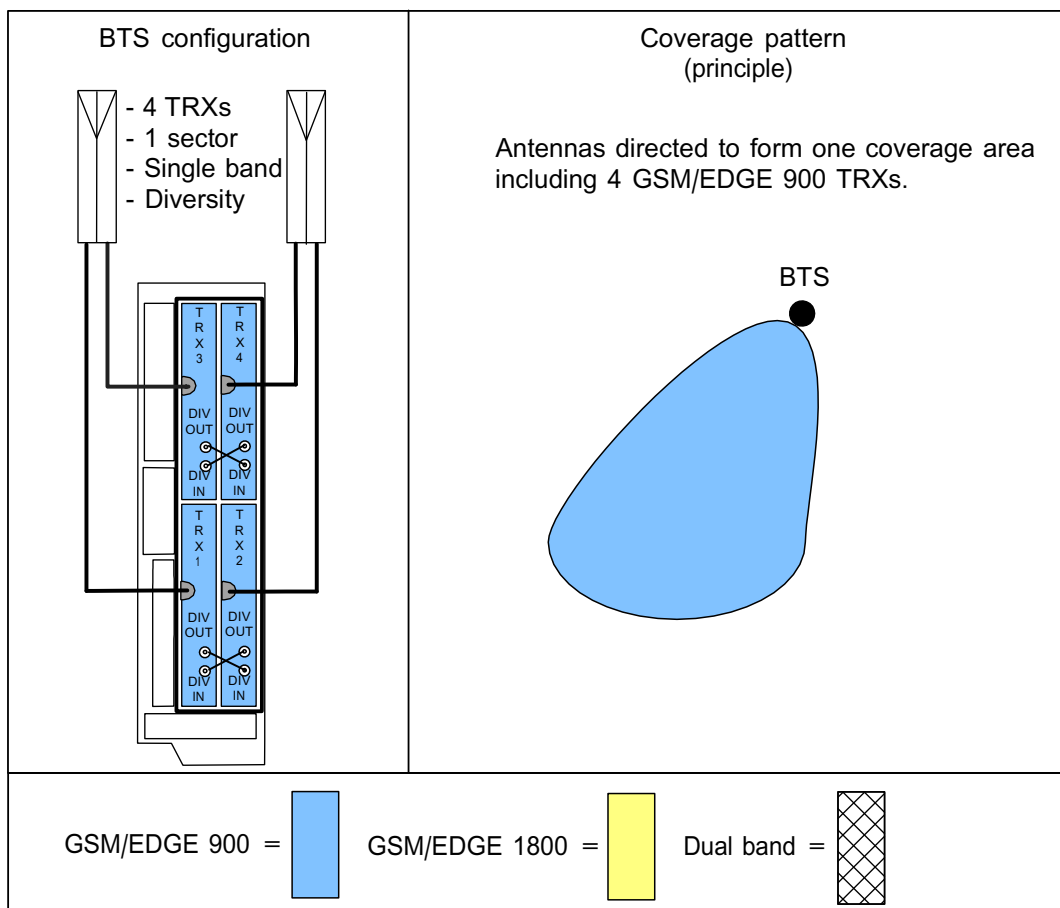 BTS configuration
- 4 TRXs
- 1 sector
- Single band
- Diversity
T
R
X
3
T
R
X
4
DIV
OUT
DIV
OUT
DIV
IN
DIV
IN
T
R
X
1
T
R
X
2
DIV
OUT
DIV
OUT
DIV
IN
DIV
IN
Coverage pattern
(principle)
Antennas directed to form one coverage area
including 4 GSM/EDGE 900 TRXs.
BTS
GSM/EDGE 900 =
GSM/EDGE 1800 =
Dual band =